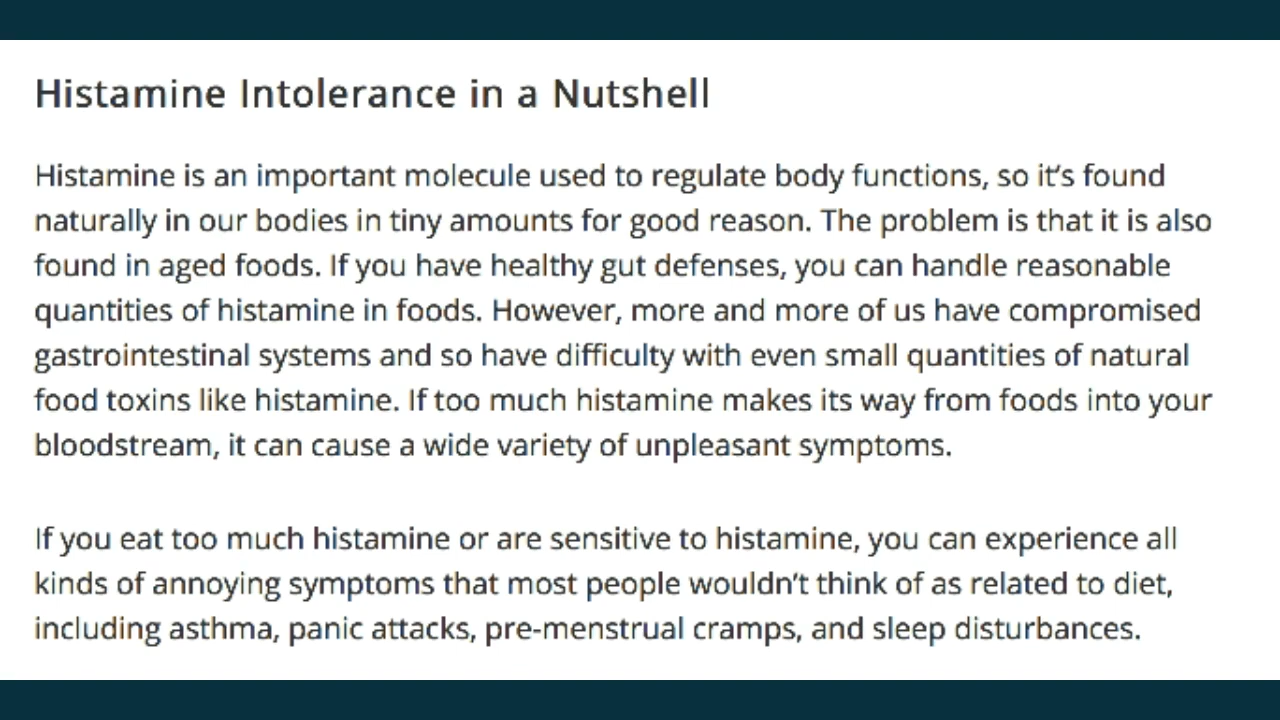 Histamine Intolerance in a Nutshell
Histamine is an important molecule used to regulate body functions, so it’s found
naturally in our bodies in tiny amounts for good reason. The problem is that it is also
found in aged foods. If you have healthy gut defenses, you can handle reasonable
quantities of histamine in foods. However, more and more of us have compromised
gastrointestinal systems and so have difficulty with even small quantities of natural
food toxins like histamine. If too much histamine makes its way from foods into your
bloodstream, it can cause a wide variety of unpleasant symptoms.
If you eat too much histamine or are sensitive to histamine, you can experience all
kinds of annoying symptoms that most people wouldn’t think of as related to diet,
including asthma, panic attacks, pre-menstrual cramps, and sleep disturbances.